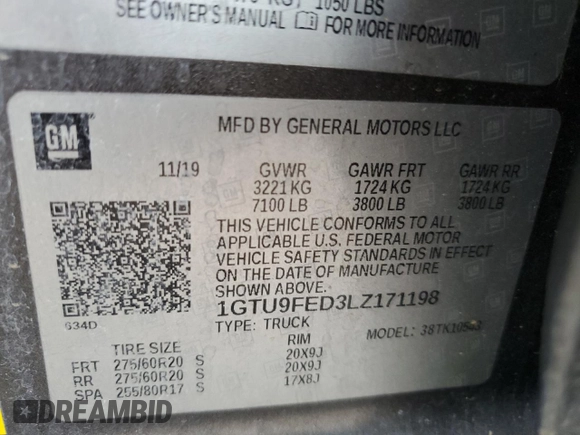 KG / 1050 LBS
SEE OWNER'S MANUAL FOR MORE INFORMATION
GM
MFD BY GENERAL MOTORS LLC
11/19 GVWR GAWR FRT GAWR RR
3221 KG 1724 KG 1724 KG
7100 LB 3800 LB 3800 LB
THIS VEHICLE CONFORMS TO ALL
APPLICABLE U.S. FEDERAL MOTOR
VEHICLE SAFETY STANDARDS IN EFFECT
ON THE DATE OF MANUFACTURE
SHOWN ABOVE.
634D
1GTU9FED3LZ171198
TYPE: TRUCK MODEL:
TIRE SIZE RIM
FRT 275/60R20 S 20X9J
RR 275/60R20 S 20X9J
SPA 255/80R17 S 17X8J
DREAMBID